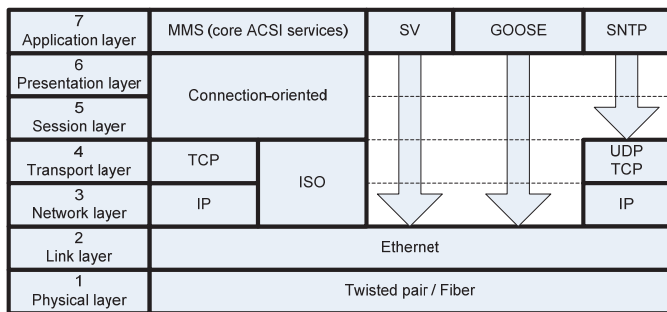 7
Application layer
MMS (core ACSI services)
SV
GOOSE
SNTP
6
Presentation layer
Connection-oriented
5
Session layer
4
Transport layer
TCP
ISO
UDP
TCP
3
Network layer
IP
IP
2
Link layer
Ethernet
1
Physical layer
Twisted pair / Fiber